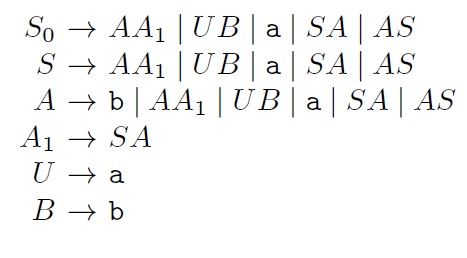 S₀ → AA₁ | UB | a | SA | AS
S → AA₁ | UB | a | SA | AS
A → b | AA₁ | UB | a | SA | AS
A₁ → SA
U → a
B → b